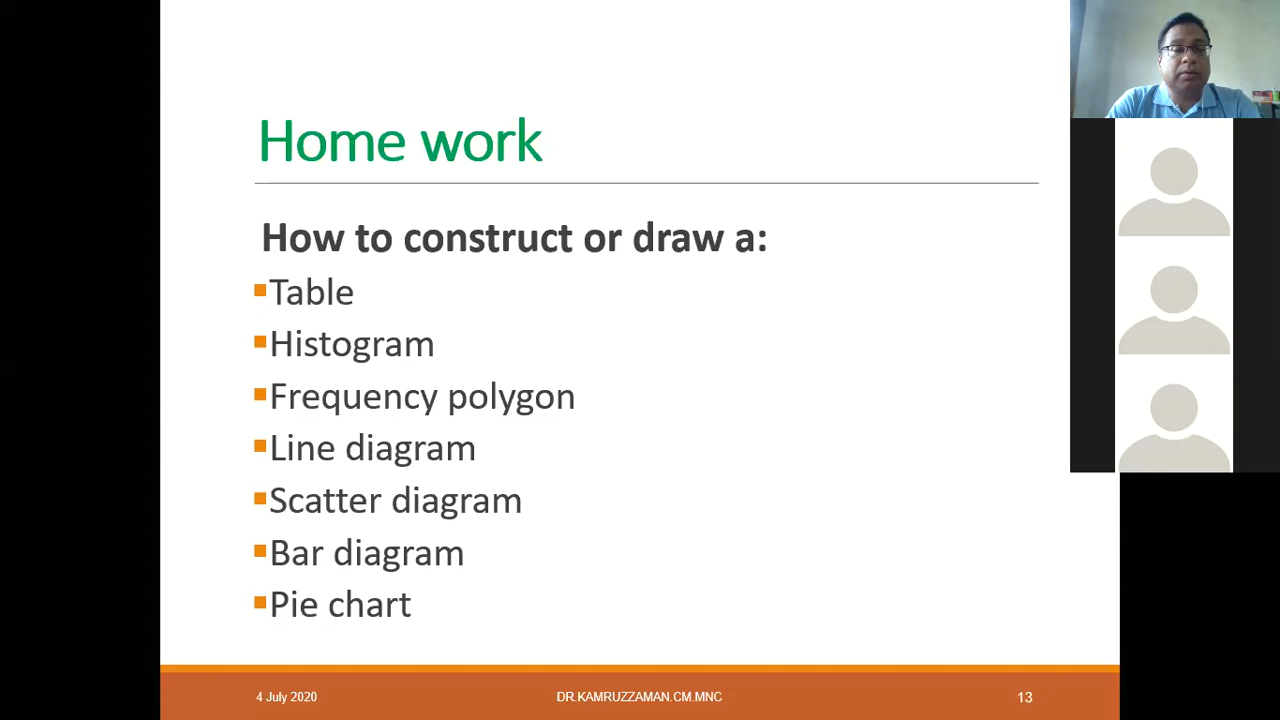 Home work
How to construct or draw a:
Table
Histogram
Frequency polygon
Line diagram
Scatter diagram
Bar diagram
Pie chart
4 July 2020
DR.KAMRUZZAMAN.CM.MNC
13